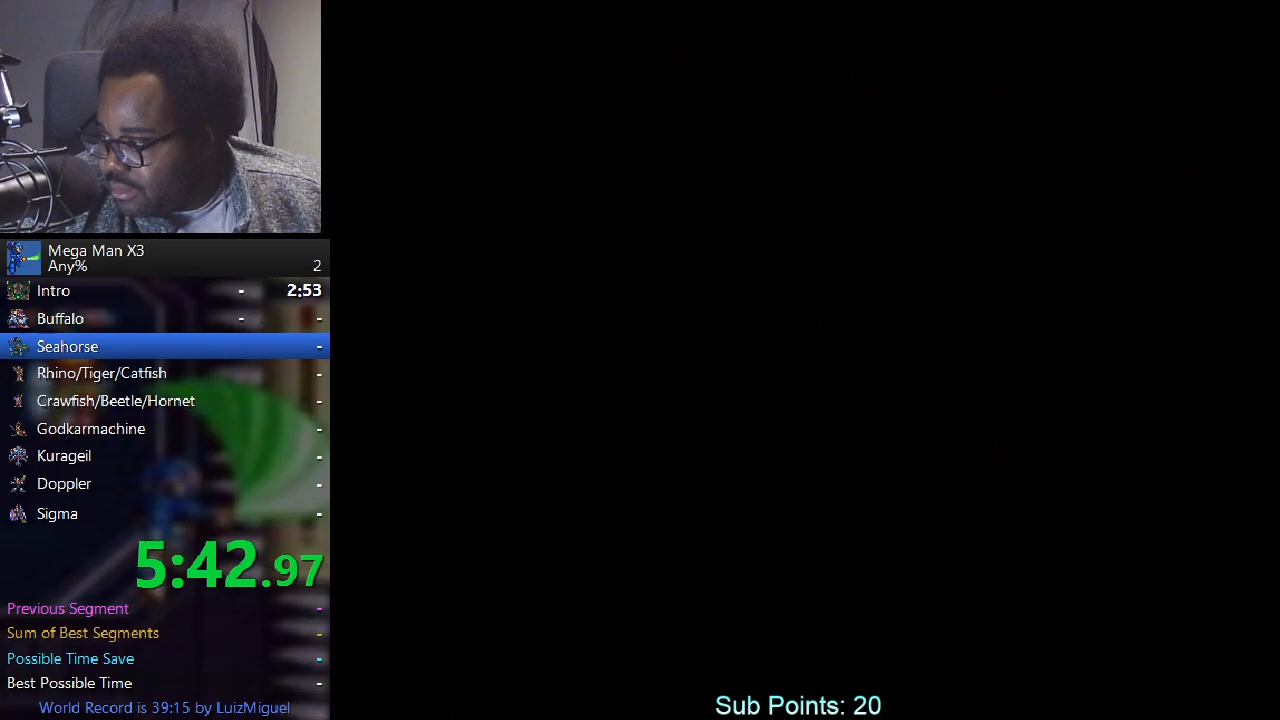 Mega Man X3
Any% 2
Intro - 2:53
Buffalo - -
Seahorse -
Rhino/Tiger/Catfish -
Crawfish/Beetle/Hornet -
Godkarmachine -
Kurageil -
Doppler -
Sigma -
5:42.97
Previous Segment -
Sum of Best Segments -
Possible Time Save -
Best Possible Time -
World Record is 39:15 by LuizMiguel
Sub Points: 20